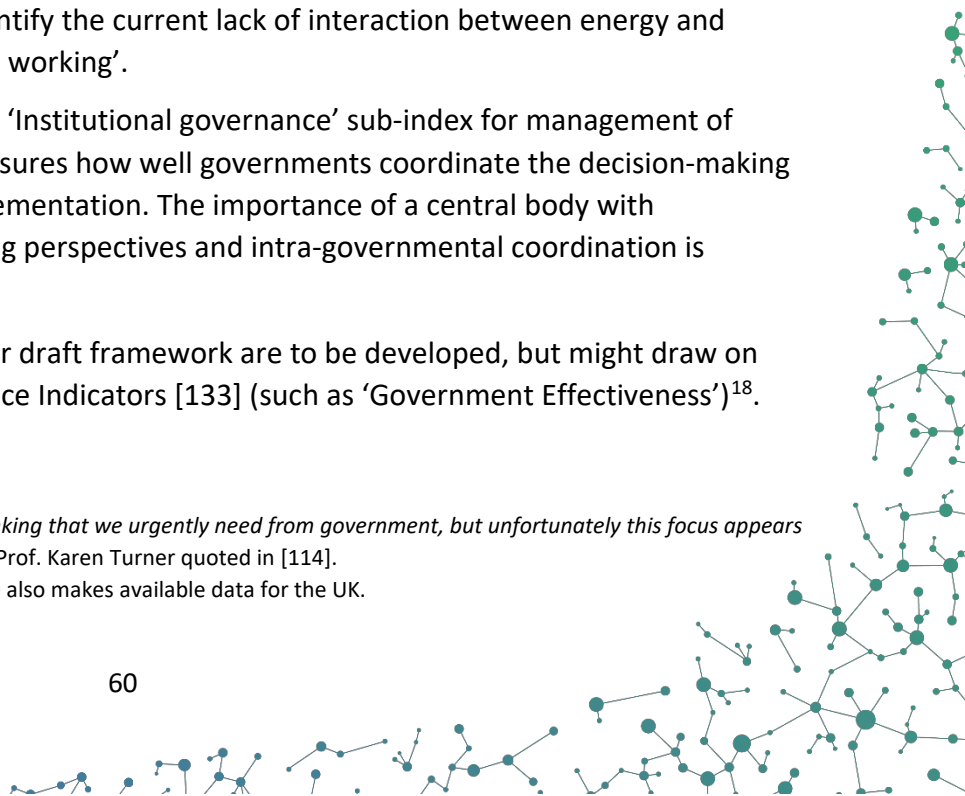 ntify the current lack of interaction between energy and
working’.
‘Institutional governance’ sub-index for management of
sures how well governments coordinate the decision-making
ementation. The importance of a central body with
g perspectives and intra-governmental coordination is
r draft framework are to be developed, but might draw on
ce Indicators [133] (such as ‘Government Effectiveness’)18.
king that we urgently need from government, but unfortunately this focus appears
Prof. Karen Turner quoted in [114].
also makes available data for the UK.
60